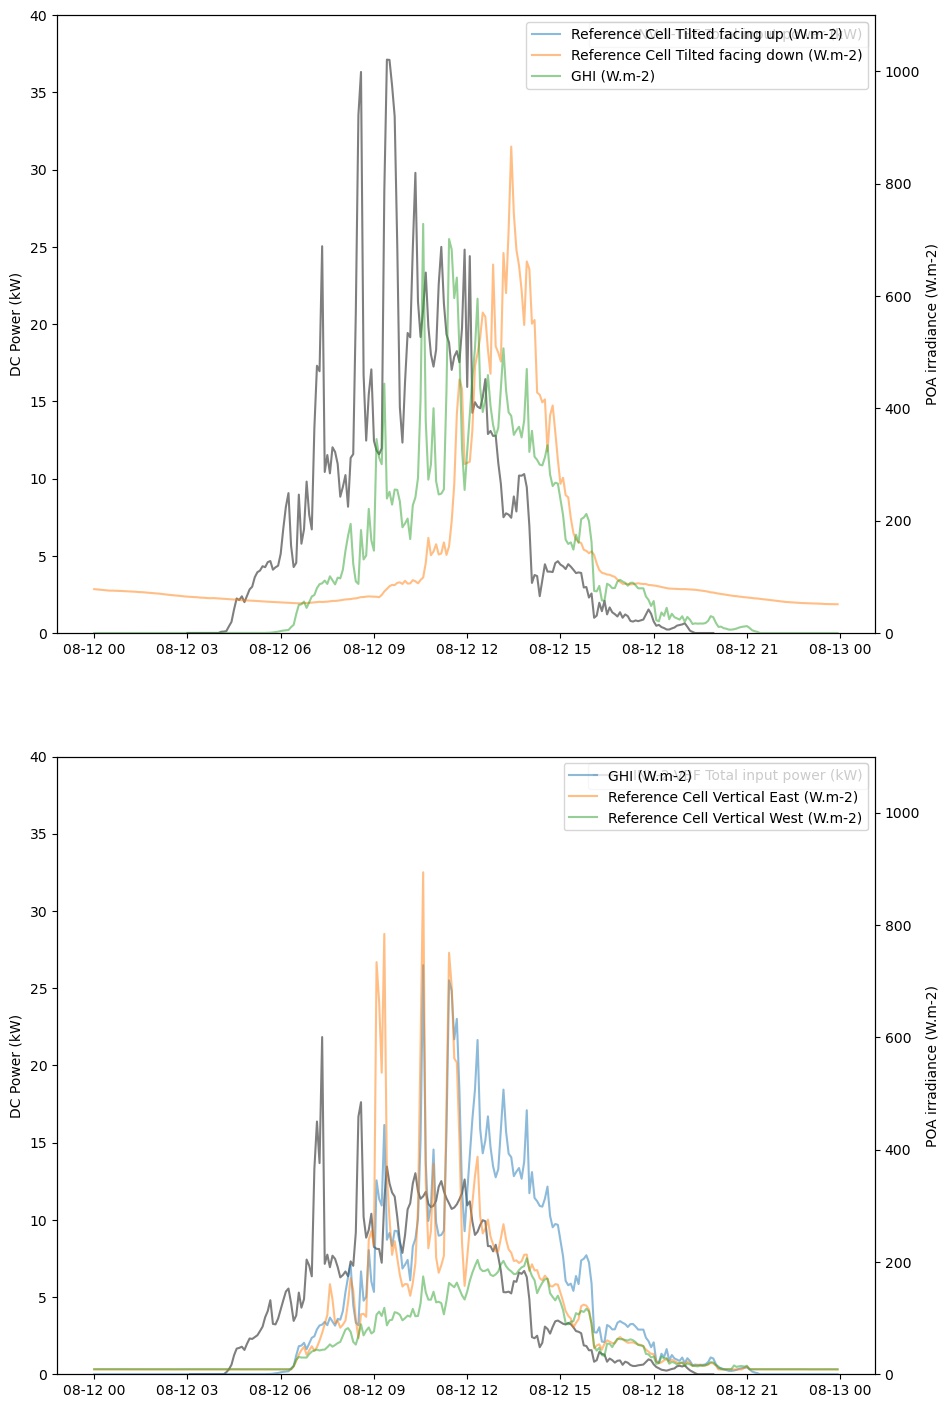 40
35
30
25
20
15
10
5
0
DC Power (kW)
Reference Cell Tilted facing up (W.m-2)
Reference Cell Tilted facing down (W.m-2)
GHI (W.m-2)
1000
800
600
400
200
0
POA irradiance (W.m-2)
08-12 00 08-12 03 08-12 06 08-12 09 08-12 12 08-12 15 08-12 18 08-12 21 08-13 00
40
35
30
25
20
15
10
5
0
DC Power (kW)
Total input power (kW)
GHI (W.m-2)
Reference Cell Vertical East (W.m-2)
Reference Cell Vertical West (W.m-2)
1000
800
600
400
200
0
POA irradiance (W.m-2)
08-12 00 08-12 03 08-12 06 08-12 09 08-12 12 08-12 15 08-12 18 08-12 21 08-13 00